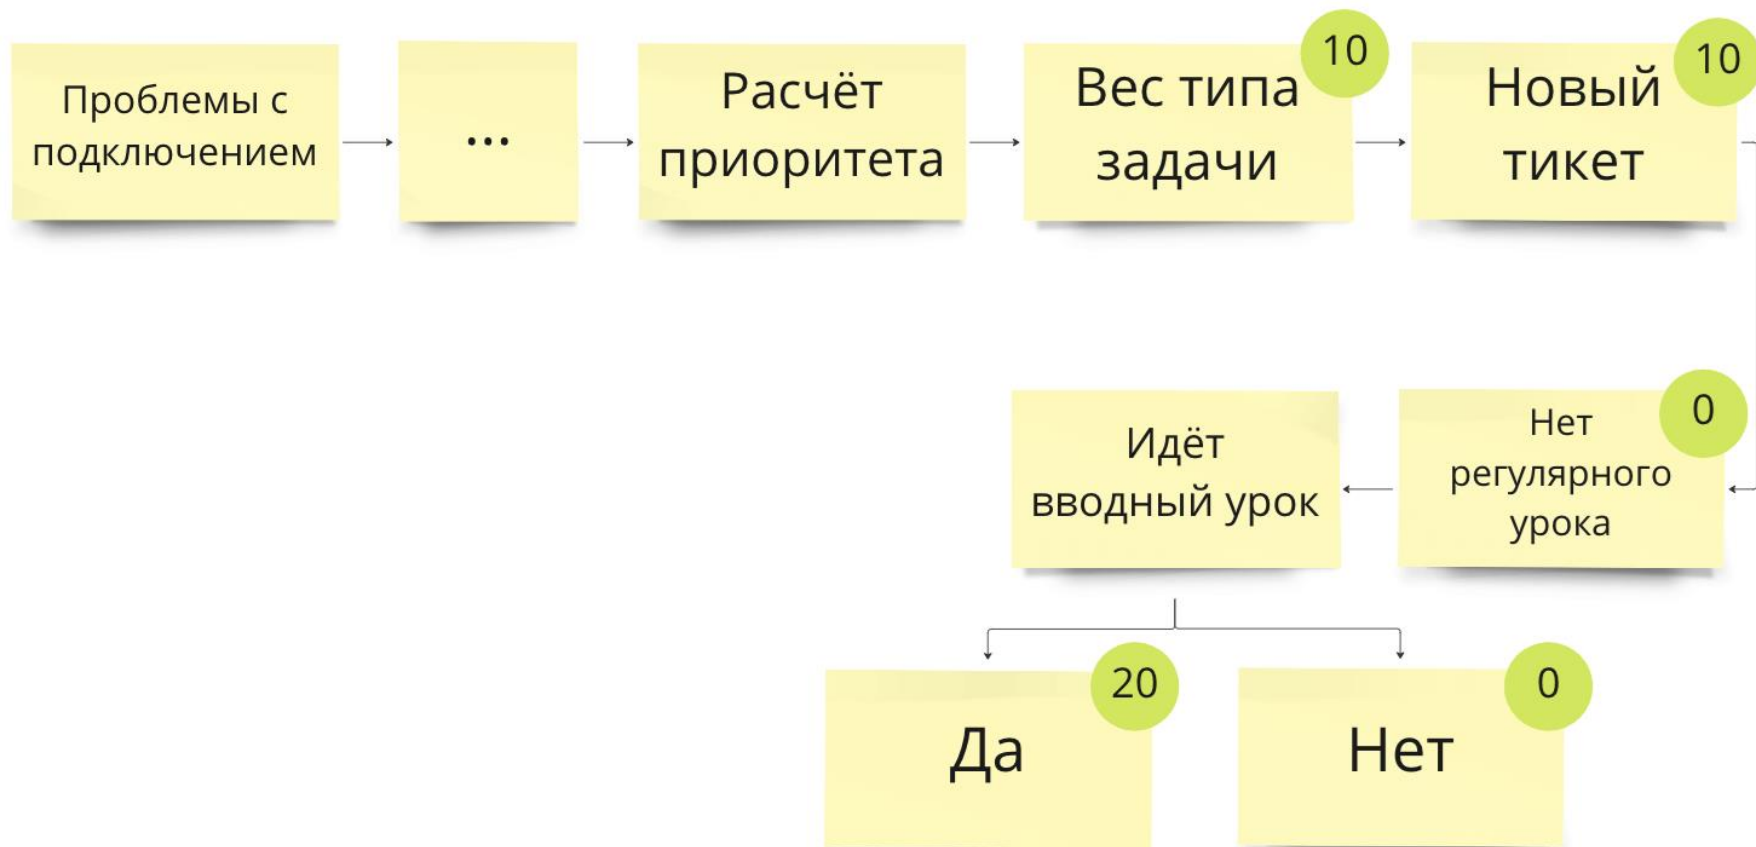 Проблемы с
подключением
...
Расчёт
приоритета
Вес типа
задачи
10
Новый
тикет
10
Нет
регулярного
урока
0
Идёт
вводный урок
Да
20
Нет
0